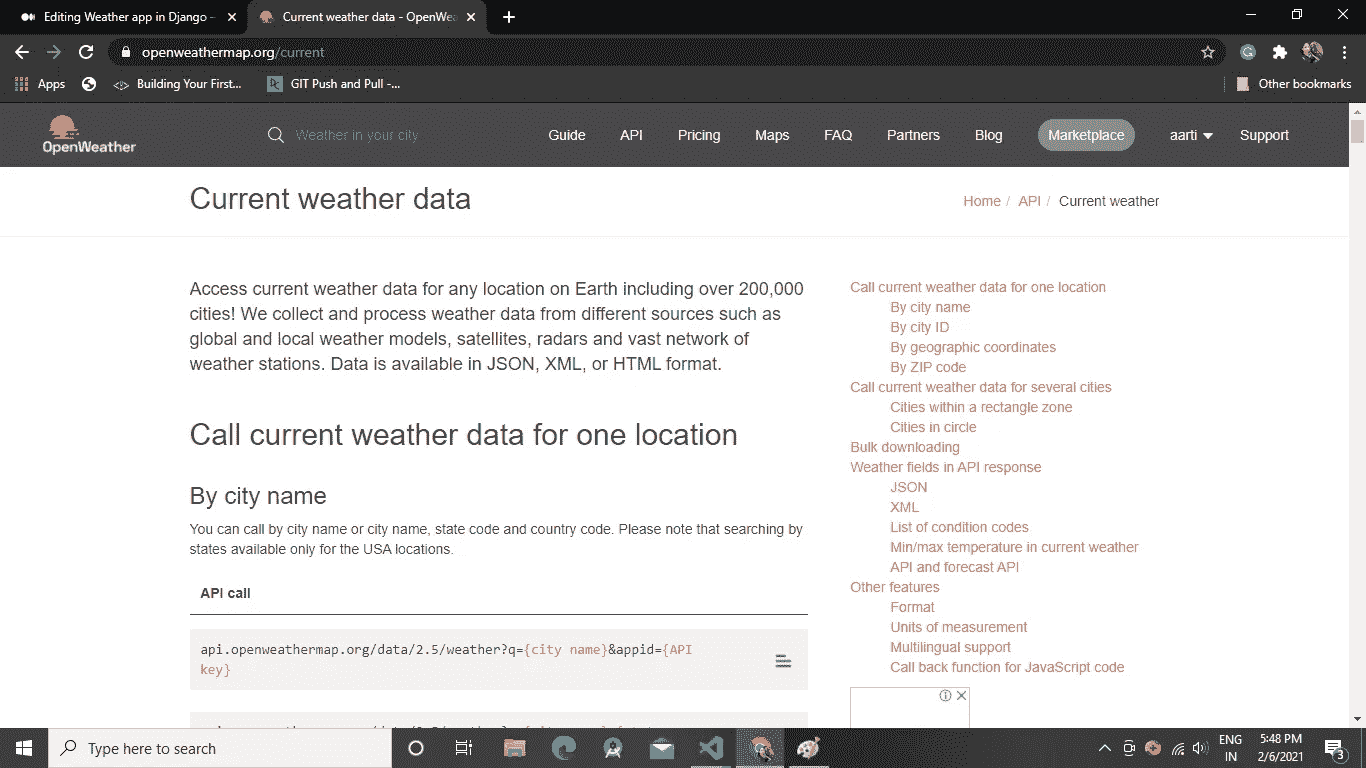 Editing Weather app in Django –
Current weather data - OpenWea
openweathermap.org/current
Apps
Building Your First...
GIT Push and Pull -...
Other bookmarks
OpenWeather
Weather in your city
Guide
API
Pricing
Maps
FAQ
Partners
Blog
Marketplace
aarti
Support
Current weather data
Home / API / Current weather
Access current weather data for any location on Earth including over 200,000
cities! We collect and process weather data from different sources such as
global and local weather models, satellites, radars and vast network of
weather stations. Data is available in JSON, XML, or HTML format.
Call current weather data for one location
By city name
You can call by city name or city name, state code and country code. Please note that searching by
states available only for the USA locations.
API call
api.openweathermap.org/data/2.5/weather?q={city name}&appid={API
key}
Call current weather data for one location
By city name
By city ID
By geographic coordinates
By ZIP code
Call current weather data for several cities
Cities within a rectangle zone
Cities in circle
Bulk downloading
Weather fields in API response
JSON
XML
List of condition codes
Min/max temperature in current weather
API and forecast API
Other features
Format
Units of measurement
Multilingual support
Call back function for JavaScript code
Type here to search
ENG
IN
5:48 PM
2/6/2021
3